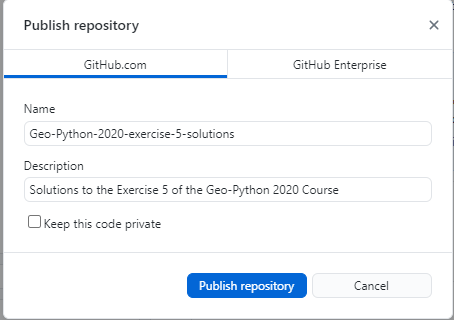 Publish repository
GitHub.com
GitHub Enterprise
Name
Geo-Python-2020-exercise-5-solutions
Description
Solutions to the Exercise 5 of the Geo-Python 2020 Course
Keep this code private
Publish repository
Cancel